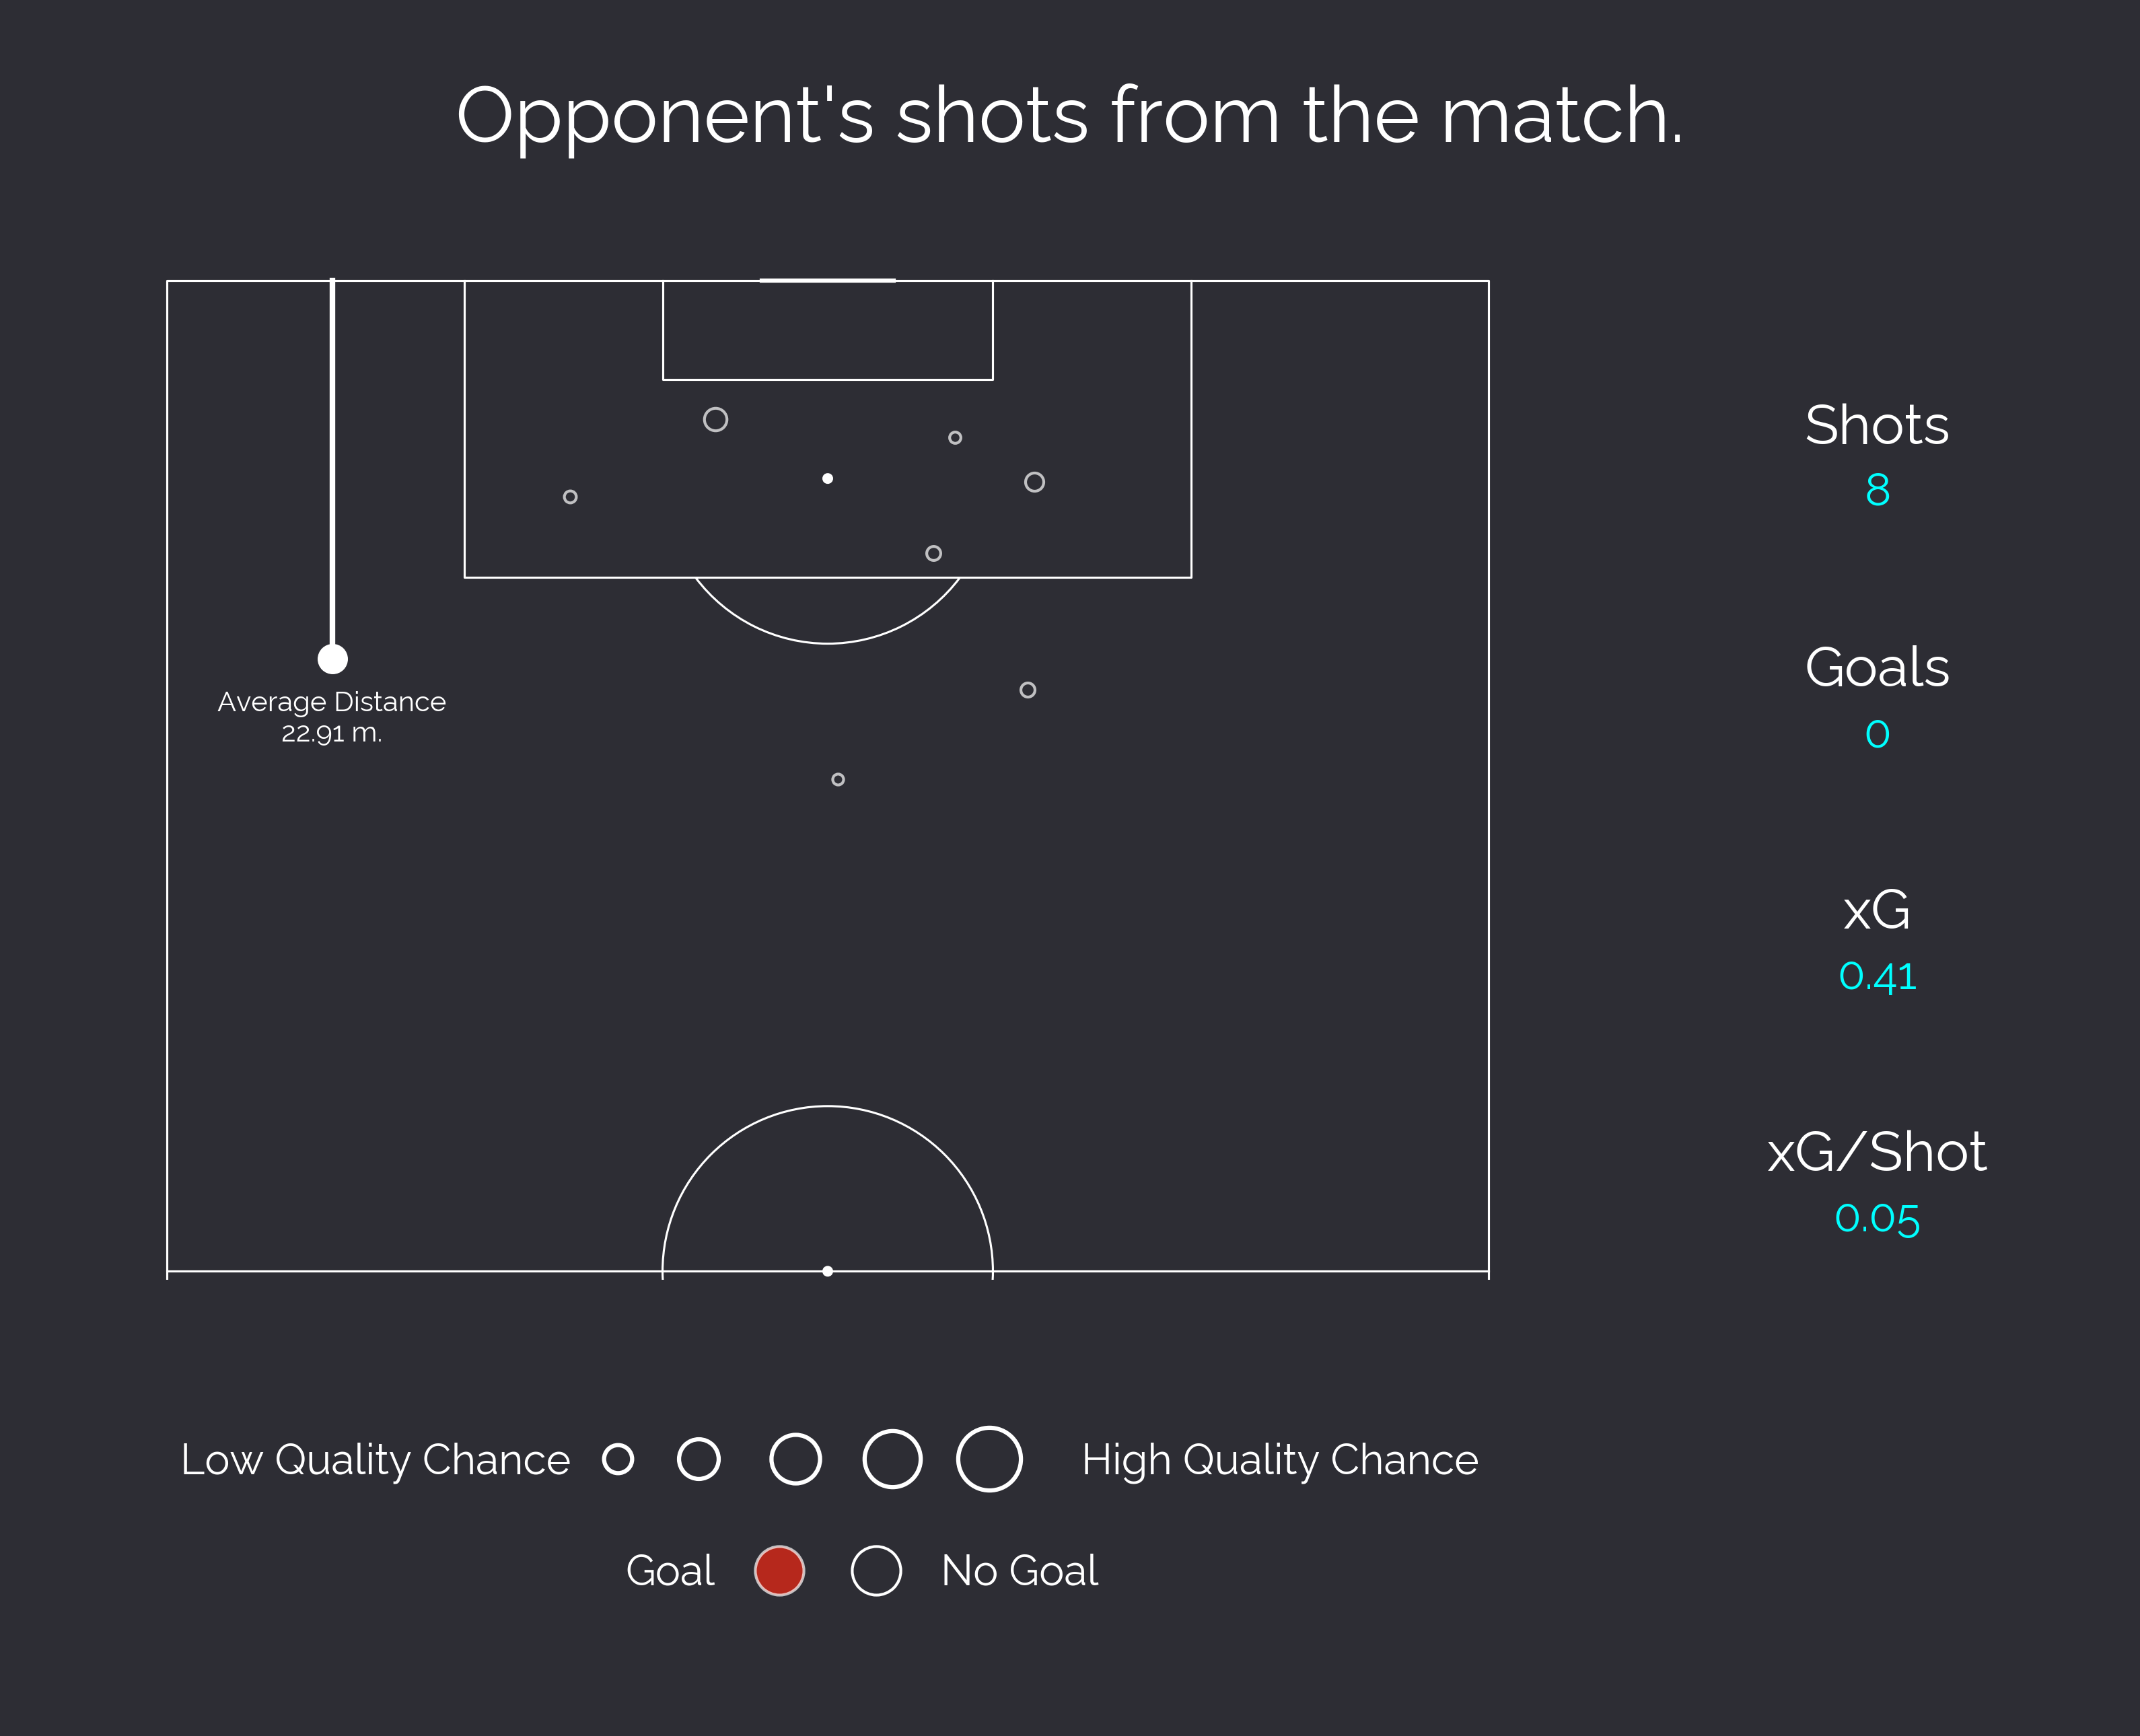 Opponent's shots from the match.
Average Distance
22.91 m.
Shots
8
Goals
0
xG
0.41
xG/Shot
0.05
Low Quality Chance
High Quality Chance
Goal
No Goal